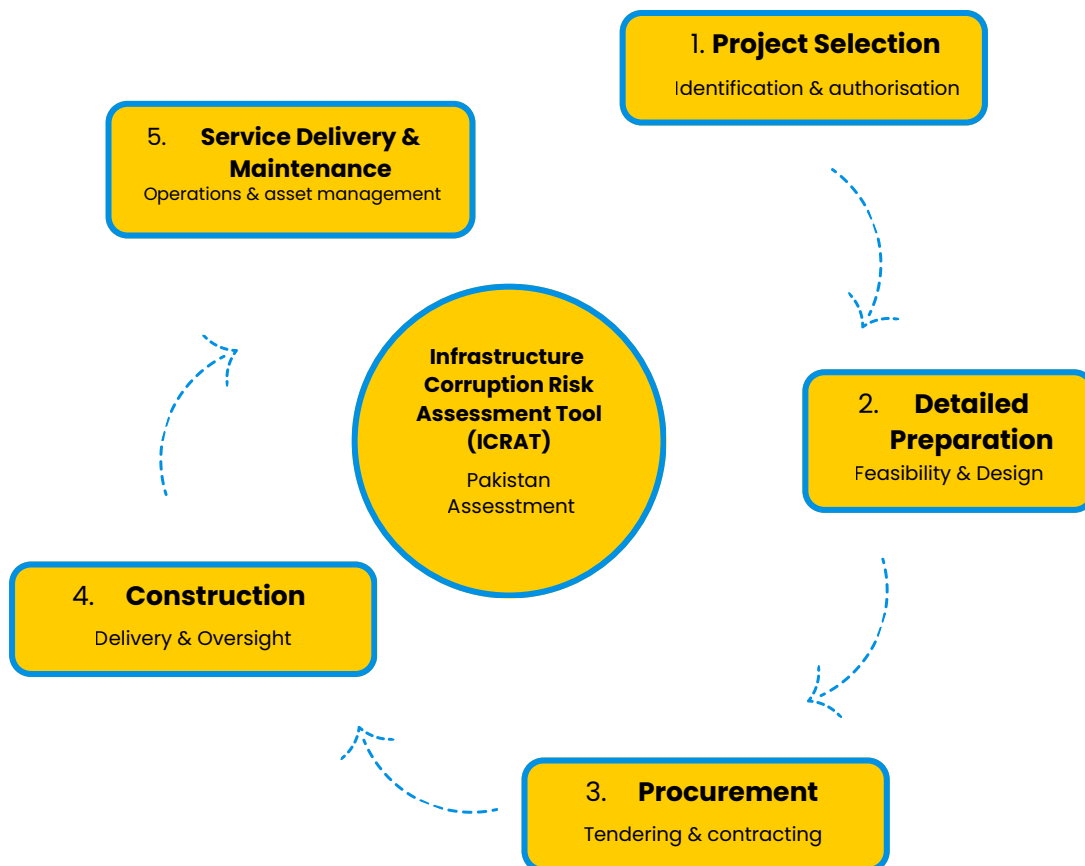 1. Project Selection
Identification & authorisation
5. Service Delivery &
Maintenance
Operations & asset management
Infrastructure
Corruption Risk
Assessment Tool
(ICRAT)
Pakistan
Assesstment
2. Detailed
Preparation
Feasibility & Design
4. Construction
Delivery & Oversight
3. Procurement
Tendering & contracting